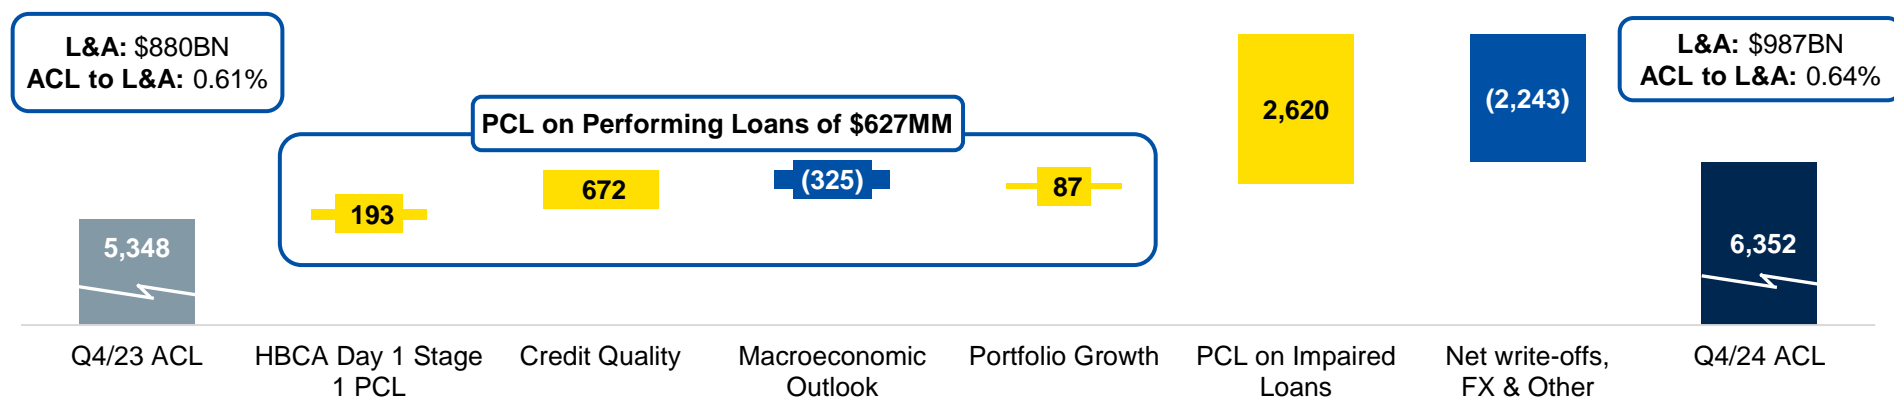 L&A: $880BN
ACL to L&A: 0.61%
L&A: $987BN
ACL to L&A: 0.64%
PCL on Performing Loans of $627MM
5,348
193
672
(325)
87
2,620
(2,243)
6,352
Q4/23 ACL
HBCA Day 1 Stage
1 PCL
Credit Quality
Macroeconomic
Outlook
Portfolio Growth
PCL on Impaired
Loans
Net write-offs,
FX & Other
Q4/24 ACL